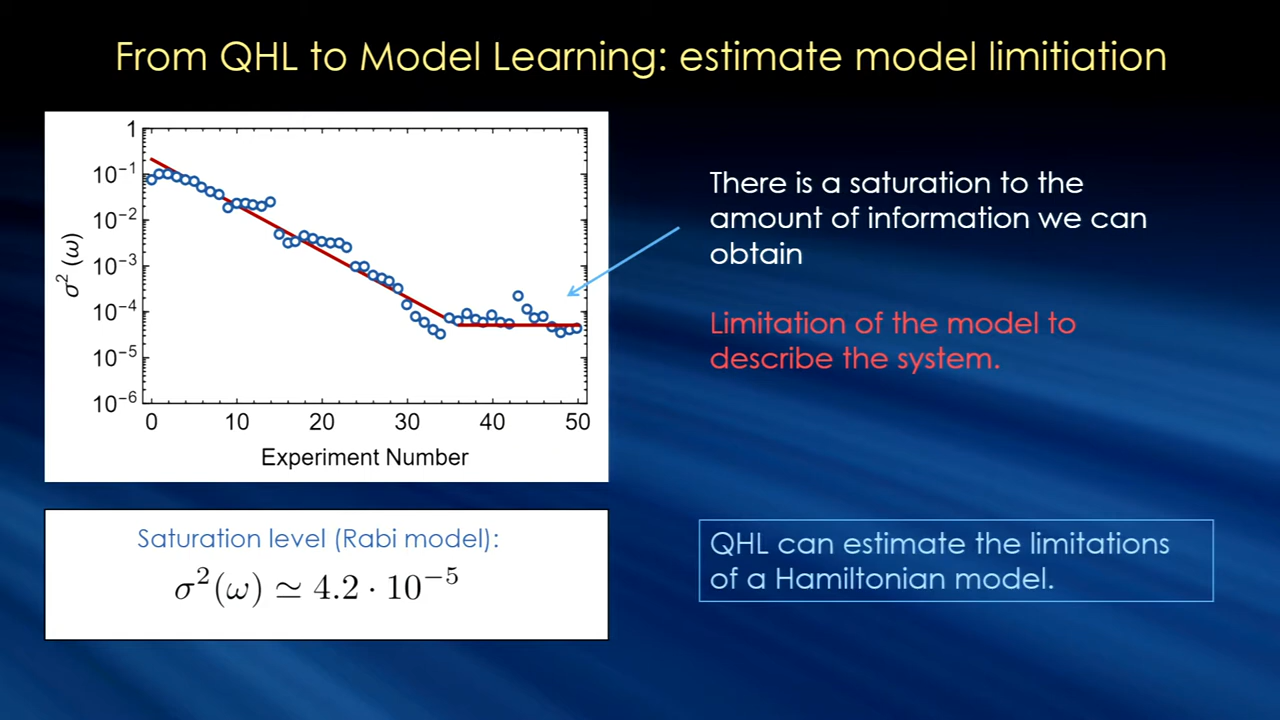 From QHL to Model Learning: estimate model limitiation
1
10⁻¹
10⁻²
10⁻³
10⁻⁴
10⁻⁵
10⁻⁶
σ² (ω)
0 10 20 30 40 50
Experiment Number
There is a saturation to the
amount of information we can
obtain
Limitation of the model to
describe the system.
Saturation level (Rabi model):
σ²(ω) ≃ 4.2 · 10⁻⁵
QHL can estimate the limitations
of a Hamiltonian model.